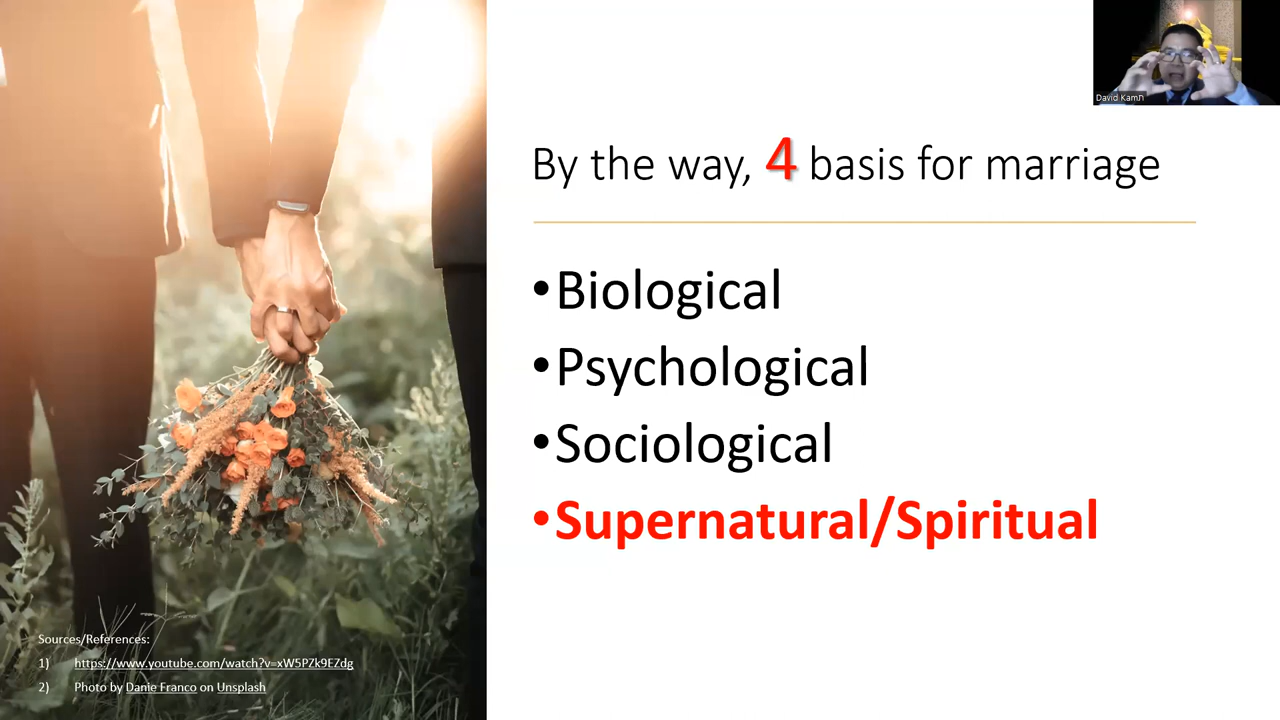 David Kamπ
By the way, 4 basis for marriage
•Biological
•Psychological
•Sociological
•Supernatural/Spiritual
Sources/References:
1) https://www.youtube.com/watch?v=xW5PZk9EZdg
2) Photo by Danie Franco on Unsplash